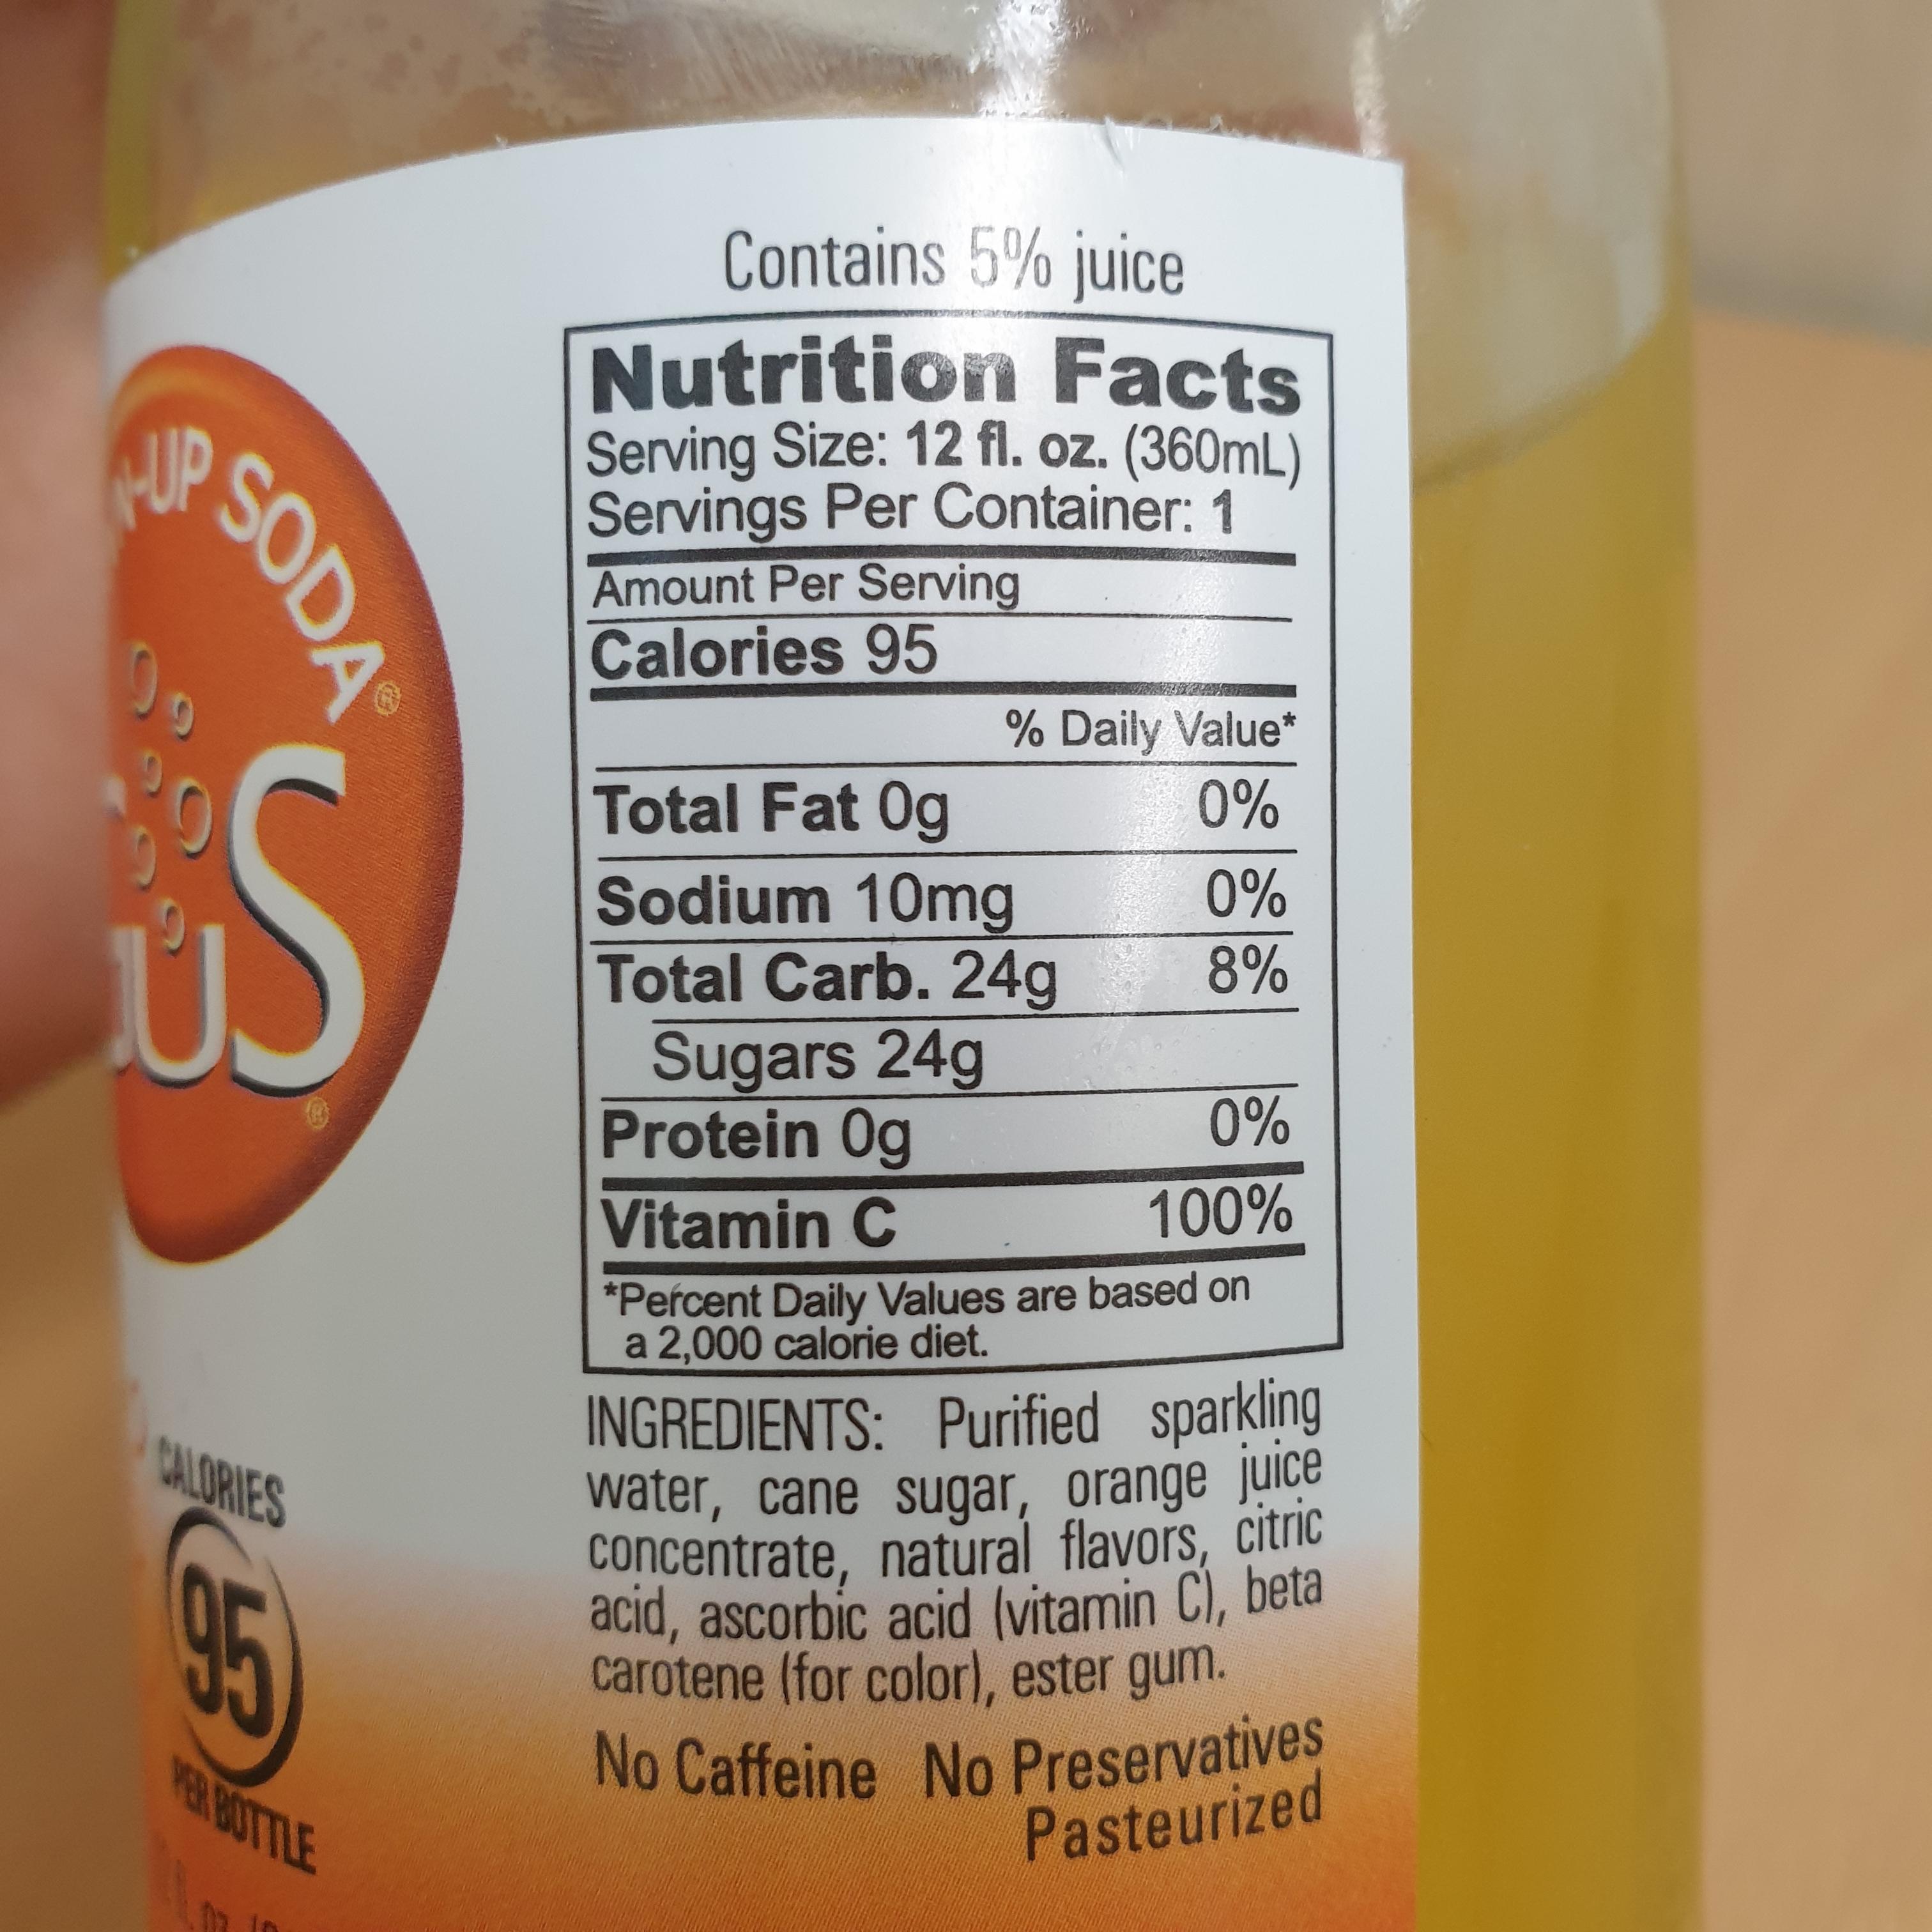 Contains 5% juice
Nutrition Facts
Serving Size: 12 fl. oz. (360mL)
Servings Per Container: 1
Amount Per Serving
Calories 95
% Daily Value*
Total Fat 0g 0%
Sodium 10mg 0%
Total Carb. 24g 8%
Sugars 24g
Protein 0g 0%
Vitamin C 100%
*Percent Daily Values are based on
a 2,000 calorie diet.
INGREDIENTS: Purified sparkling
water, cane sugar, orange juice
concentrate, natural flavors, citric
acid, ascorbic acid (vitamin C), beta
carotene (for color), ester gum.
No Caffeine No Preservatives
Pasteurized
-UP SODA®
CALORIES
95
PER BOTTLE